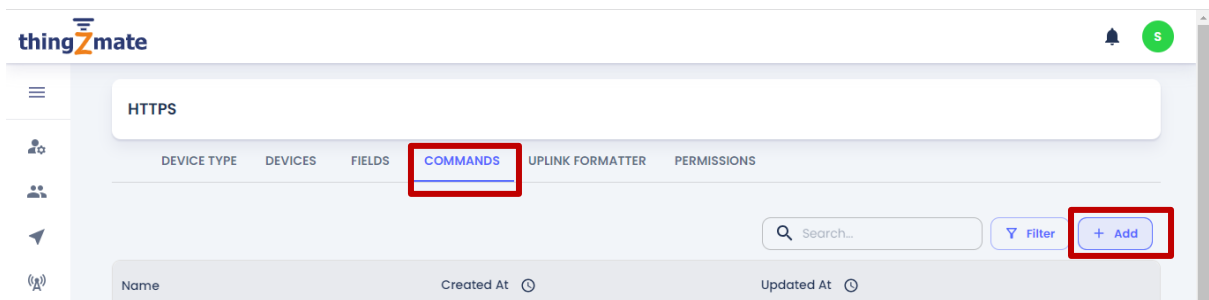 thingZmate
S
HTTPS
DEVICE TYPE DEVICES FIELDS COMMANDS UPLINK FORMATTER PERMISSIONS
Search... Filter + Add
Name Created At Updated At